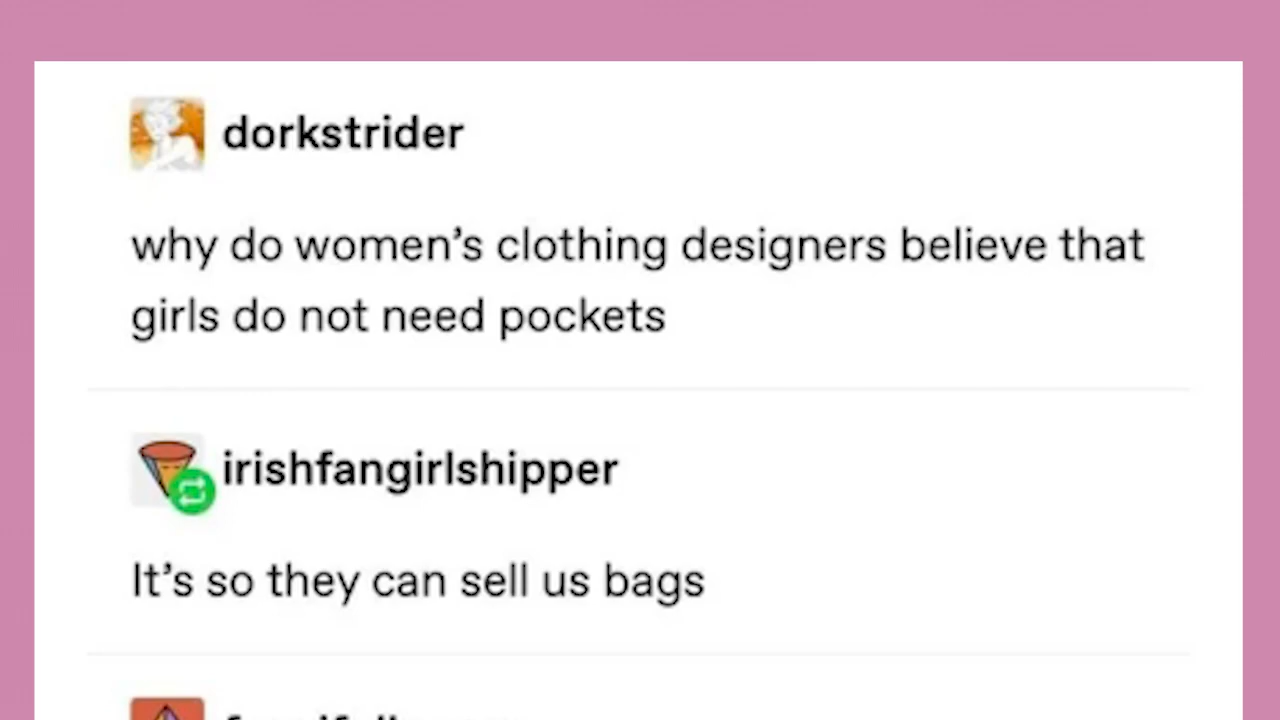 dorkstrider
why do women’s clothing designers believe that
girls do not need pockets
irishfangirlshipper
It’s so they can sell us bags